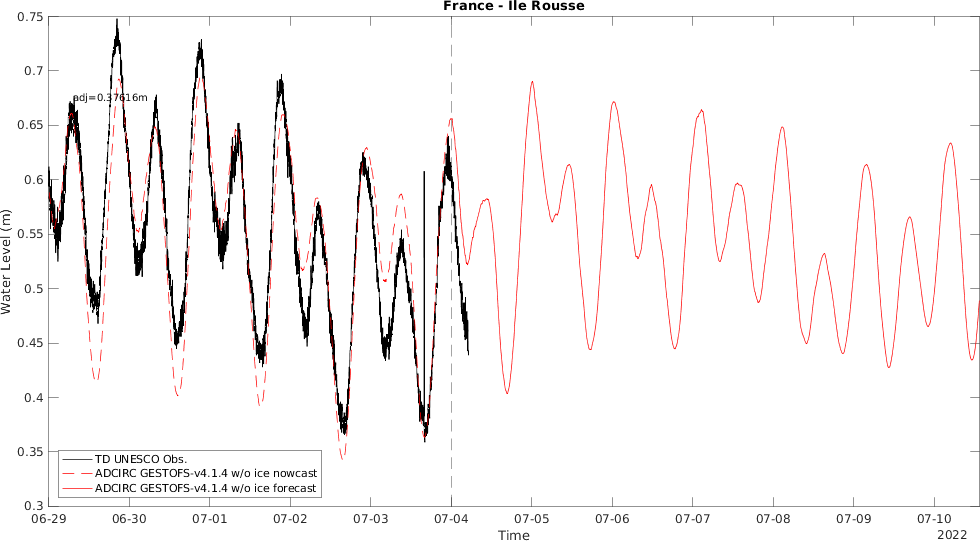 France - Ile Rousse
Water Level (m)
0.75
0.7
0.65
0.6
0.55
0.5
0.45
0.4
0.35
0.3
adj=0.37616m
TD UNESCO Obs.
ADCIRC GESTOFS-v4.1.4 w/o ice nowcast
ADCIRC GESTOFS-v4.1.4 w/o ice forecast
06-29 06-30 07-01 07-02 07-03 07-04 07-05 07-06 07-07 07-08 07-09 07-10
Time
2022